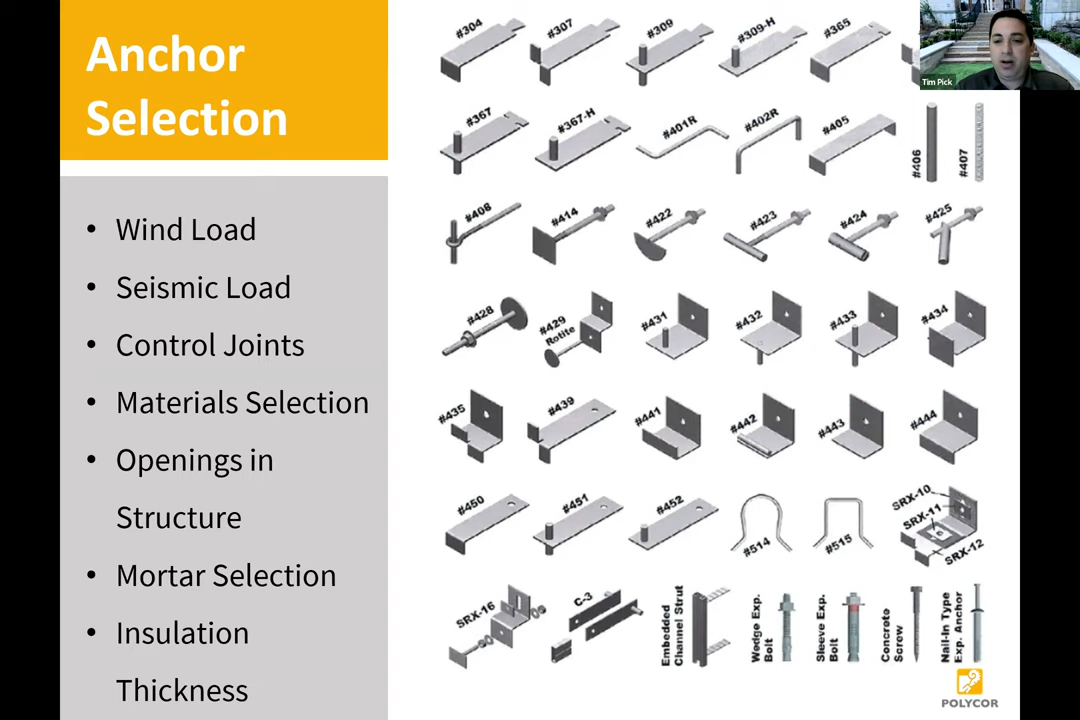 Anchor
Selection
• Wind Load
• Seismic Load
• Control Joints
• Materials Selection
• Openings in
Structure
• Mortar Selection
• Insulation
Thickness
#304
#307
#309
#309-H
#365
Tim Pick
#367
#367-H
#401R
#402R
#405
#406
#407
#408
#414
#422
#423
#424
#425
#428
#429
Rotite
#431
#432
#433
#434
#435
#439
#441
#442
#443
#444
#450
#451
#452
#514
#515
SRX-10
SRX-11
SRX-12
SRX-16
C-3
Embedded
Channel Strut
Wedge Exp.
Bolt
Sleeve Exp.
Bolt
Concrete
Screw
Nail-In Type
Exp. Anchor
POLYCOR